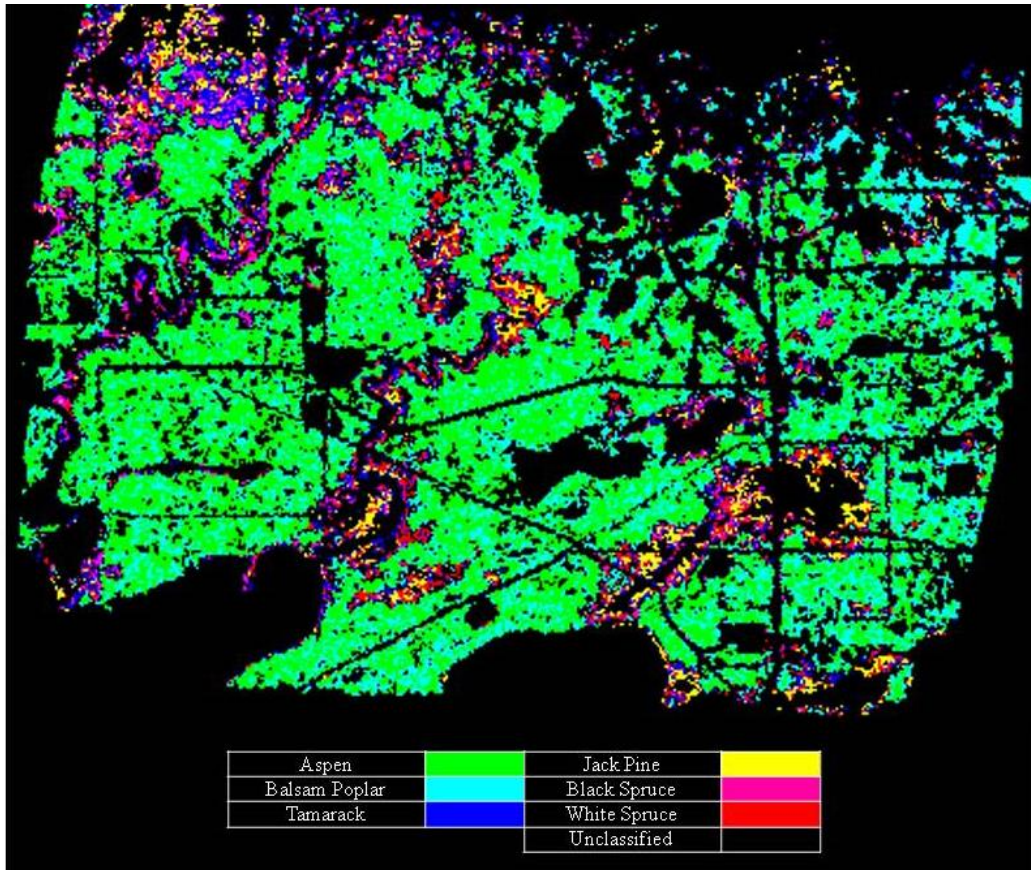 Aspen Jack Pine
Balsam Poplar Black Spruce
Tamarack White Spruce
Unclassified